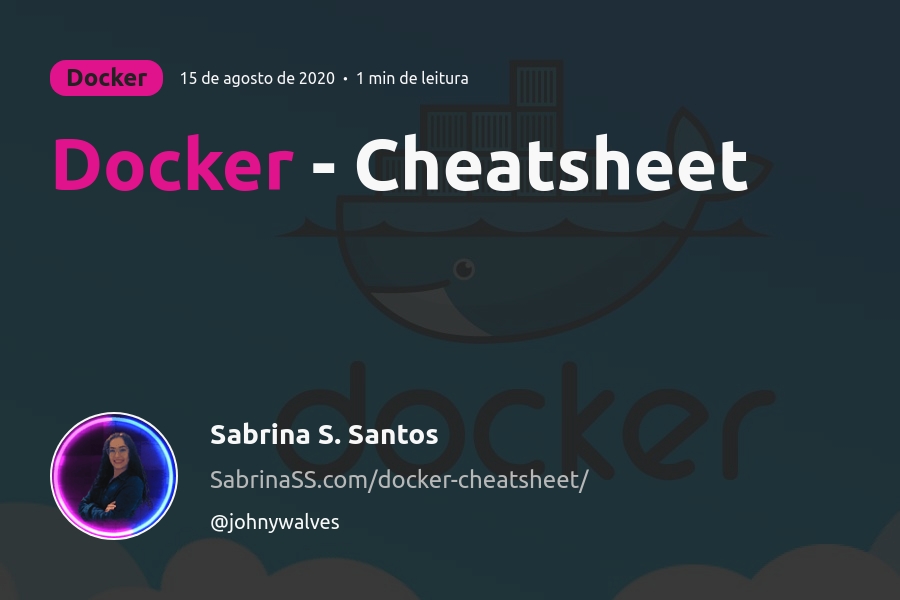 Docker
15 de agosto de 2020 • 1 min de leitura
Docker - Cheatsheet
docker
Sabrina S. Santos
SabrinaSS.com/docker-cheatsheet/
@johnywalves